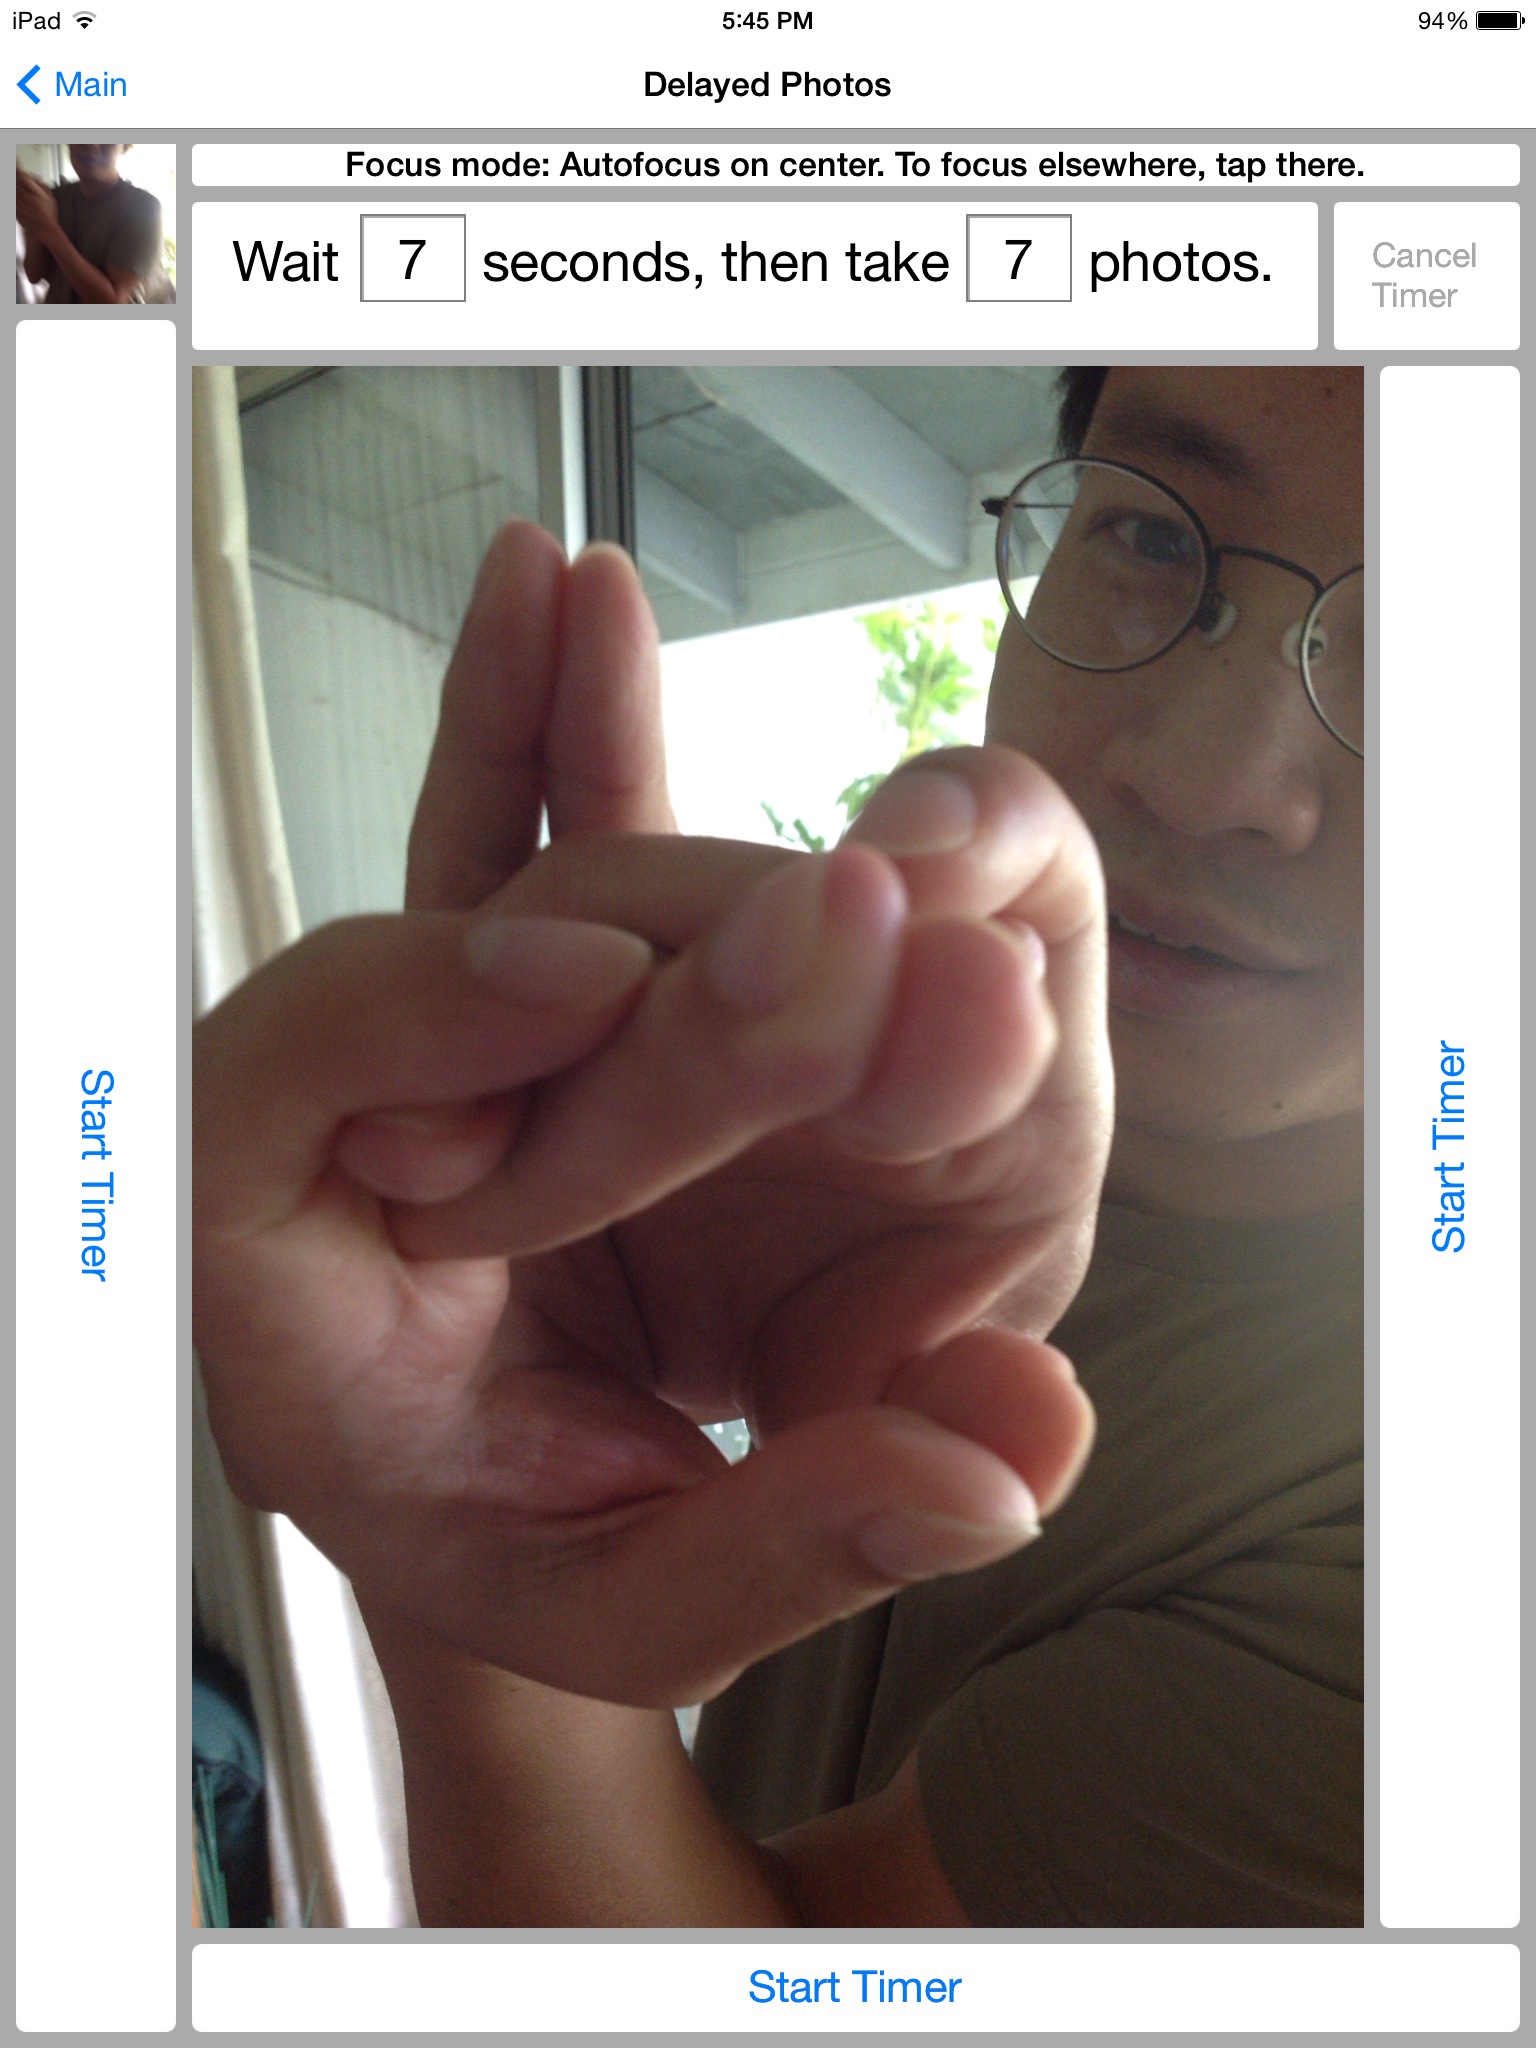 iPad 5:45 PM 94%
Main Delayed Photos
Focus mode: Autofocus on center. To focus elsewhere, tap there.
Wait 7 seconds, then take 7 photos.
Cancel
Timer
Start Timer
Start Timer
Start Timer